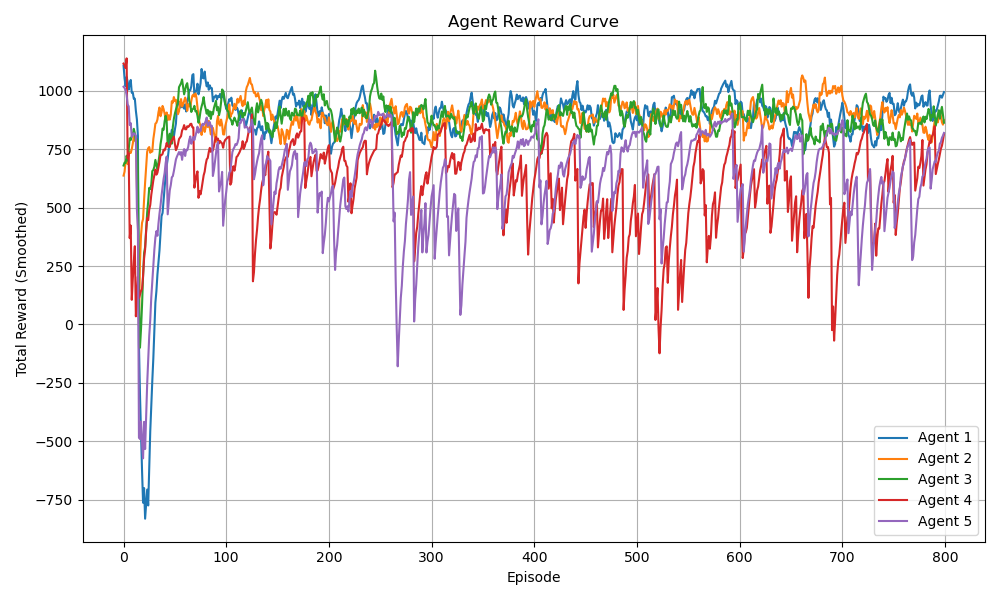 Agent Reward Curve
Total Reward (Smoothed)
1000
750
500
250
0
−250
−500
−750
0 100 200 300 400 500 600 700 800
Episode
Agent 1
Agent 2
Agent 3
Agent 4
Agent 5